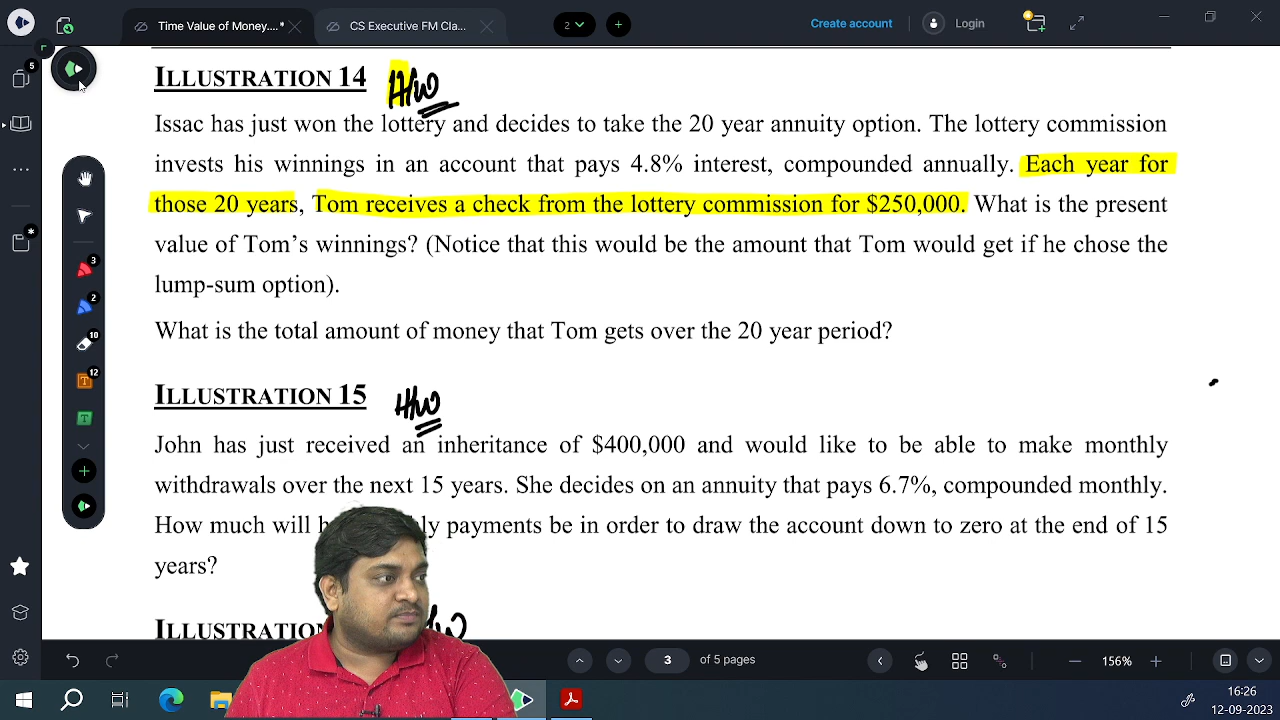 Time Value of Money....*
CS Executive FM Cla...
2
Create account
Login
5
ILLUSTRATION 14 H/W
Issac has just won the lottery and decides to take the 20 year annuity option. The lottery commission
invests his winnings in an account that pays 4.8% interest, compounded annually. Each year for
those 20 years, Tom receives a check from the lottery commission for $250,000. What is the present
value of Tom's winnings? (Notice that this would be the amount that Tom would get if he chose the
lump-sum option).
What is the total amount of money that Tom gets over the 20 year period?
3
2
10
12
ILLUSTRATION 15 H/W
John has just received an inheritance of $400,000 and would like to be able to make monthly
withdrawals over the next 15 years. She decides on an annuity that pays 6.7%, compounded monthly.
How much will payments be in order to draw the account down to zero at the end of 15
years?
3 of 5 pages
156%
16:26
12-09-2023